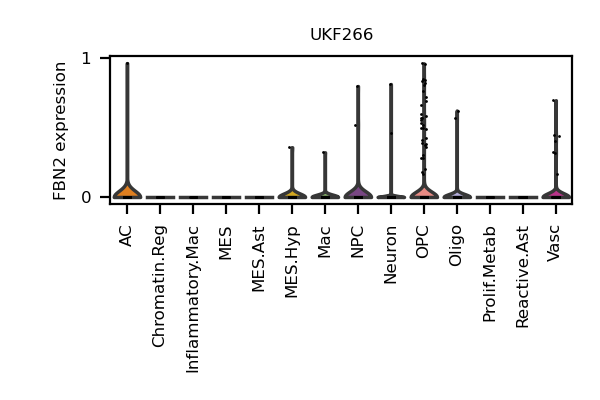 UKF266
FBN2 expression
1
0
AC
Chromatin.Reg
Inflammatory.Mac
MES
MES.Ast
MES.Hyp
Mac
NPC
Neuron
OPC
Oligo
Prolif.Metab
Reactive.Ast
Vasc